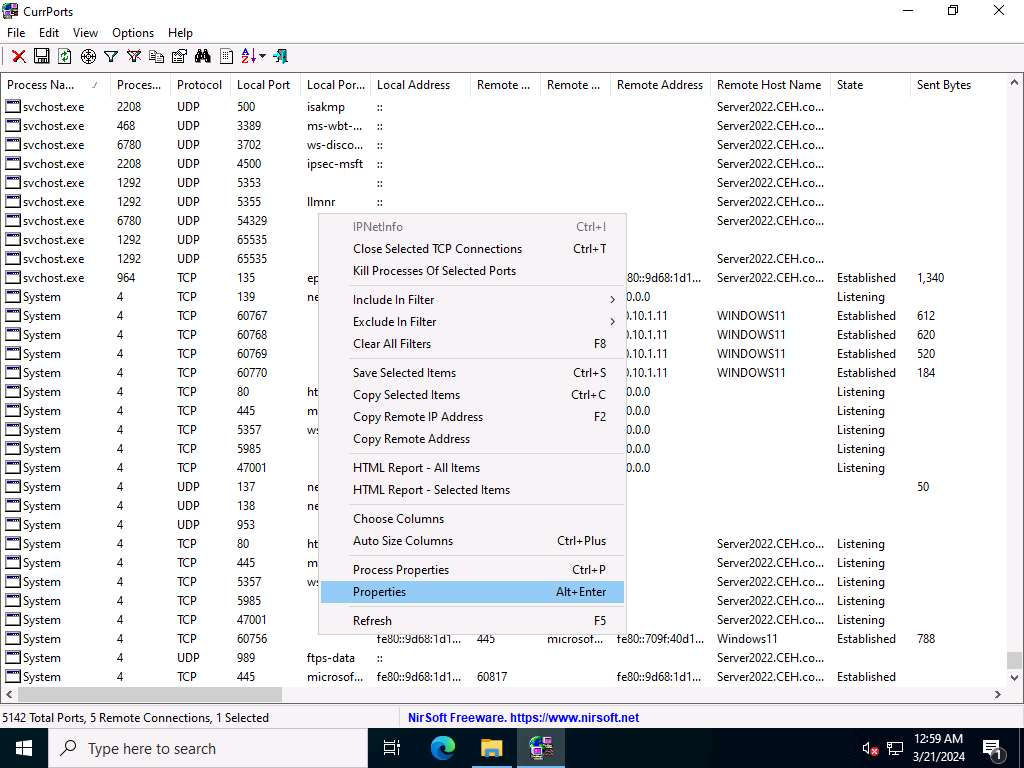 CurrPorts
File Edit View Options Help
Process Na... Proces... Protocol Local Port Local Por... Local Address Remote ... Remote ... Remote Address Remote Host Name State Sent Bytes
svchost.exe 2208 UDP 500 isakmp :: Server2022.CEH.co...
svchost.exe 468 UDP 3389 ms-wbt-... :: Server2022.CEH.co...
svchost.exe 6780 UDP 3702 ws-disco... :: Server2022.CEH.co...
svchost.exe 2208 UDP 4500 ipsec-msft :: Server2022.CEH.co...
svchost.exe 1292 UDP 5353 :: Server2022.CEH.co...
svchost.exe 1292 UDP 5355 llmnr :: Server2022.CEH.co...
svchost.exe 6780 UDP 54329 Server2022.CEH.co...
svchost.exe 1292 UDP 65535
svchost.exe 1292 UDP 65535 Server2022.CEH.co...
svchost.exe 964 TCP 135 ep 80::9d68:1d1... Server2022.CEH.co... Established 1,340
System 4 TCP 139 ne .0.0.0 Listening
System 4 TCP 60767 0.10.1.11 WINDOWS11 Established 612
System 4 TCP 60768 0.10.1.11 WINDOWS11 Established 620
System 4 TCP 60769 0.10.1.11 WINDOWS11 Established 520
System 4 TCP 60770 0.10.1.11 WINDOWS11 Established 184
System 4 TCP 80 ht .0.0.0 Listening
System 4 TCP 445 m .0.0.0 Listening
System 4 TCP 5357 ws .0.0.0 Listening
System 4 TCP 5985 .0.0.0 Listening
System 4 TCP 47001 .0.0.0 Listening
System 4 UDP 137 ne 50
System 4 UDP 138 ne
System 4 UDP 953
System 4 TCP 80 ht Server2022.CEH.co... Listening
System 4 TCP 445 m Server2022.CEH.co... Listening
System 4 TCP 5357 ws Server2022.CEH.co... Listening
System 4 TCP 5985 Server2022.CEH.co... Listening
System 4 TCP 47001 Server2022.CEH.co... Listening
System 4 TCP 60756 fe80::9d68:1d1... 445 microsof... fe80::709f:40d1... Windows11 Established 788
System 4 UDP 989 ftps-data :: Server2022.CEH.co...
System 4 TCP 445 microsof... fe80::9d68:1d1... 60817 fe80::9d68:1d1... Server2022.CEH.co... Established
IPNetInfo Ctrl+I
Close Selected TCP Connections Ctrl+T
Kill Processes Of Selected Ports
Include In Filter
Exclude In Filter
Clear All Filters F8
Save Selected Items Ctrl+S
Copy Selected Items Ctrl+C
Copy Remote IP Address F2
Copy Remote Address
HTML Report - All Items
HTML Report - Selected Items
Choose Columns
Auto Size Columns Ctrl+Plus
Process Properties Ctrl+P
Properties Alt+Enter
Refresh F5
5142 Total Ports, 5 Remote Connections, 1 Selected NirSoft Freeware. https://www.nirsoft.net
Type here to search
12:59 AM
3/21/2024
1